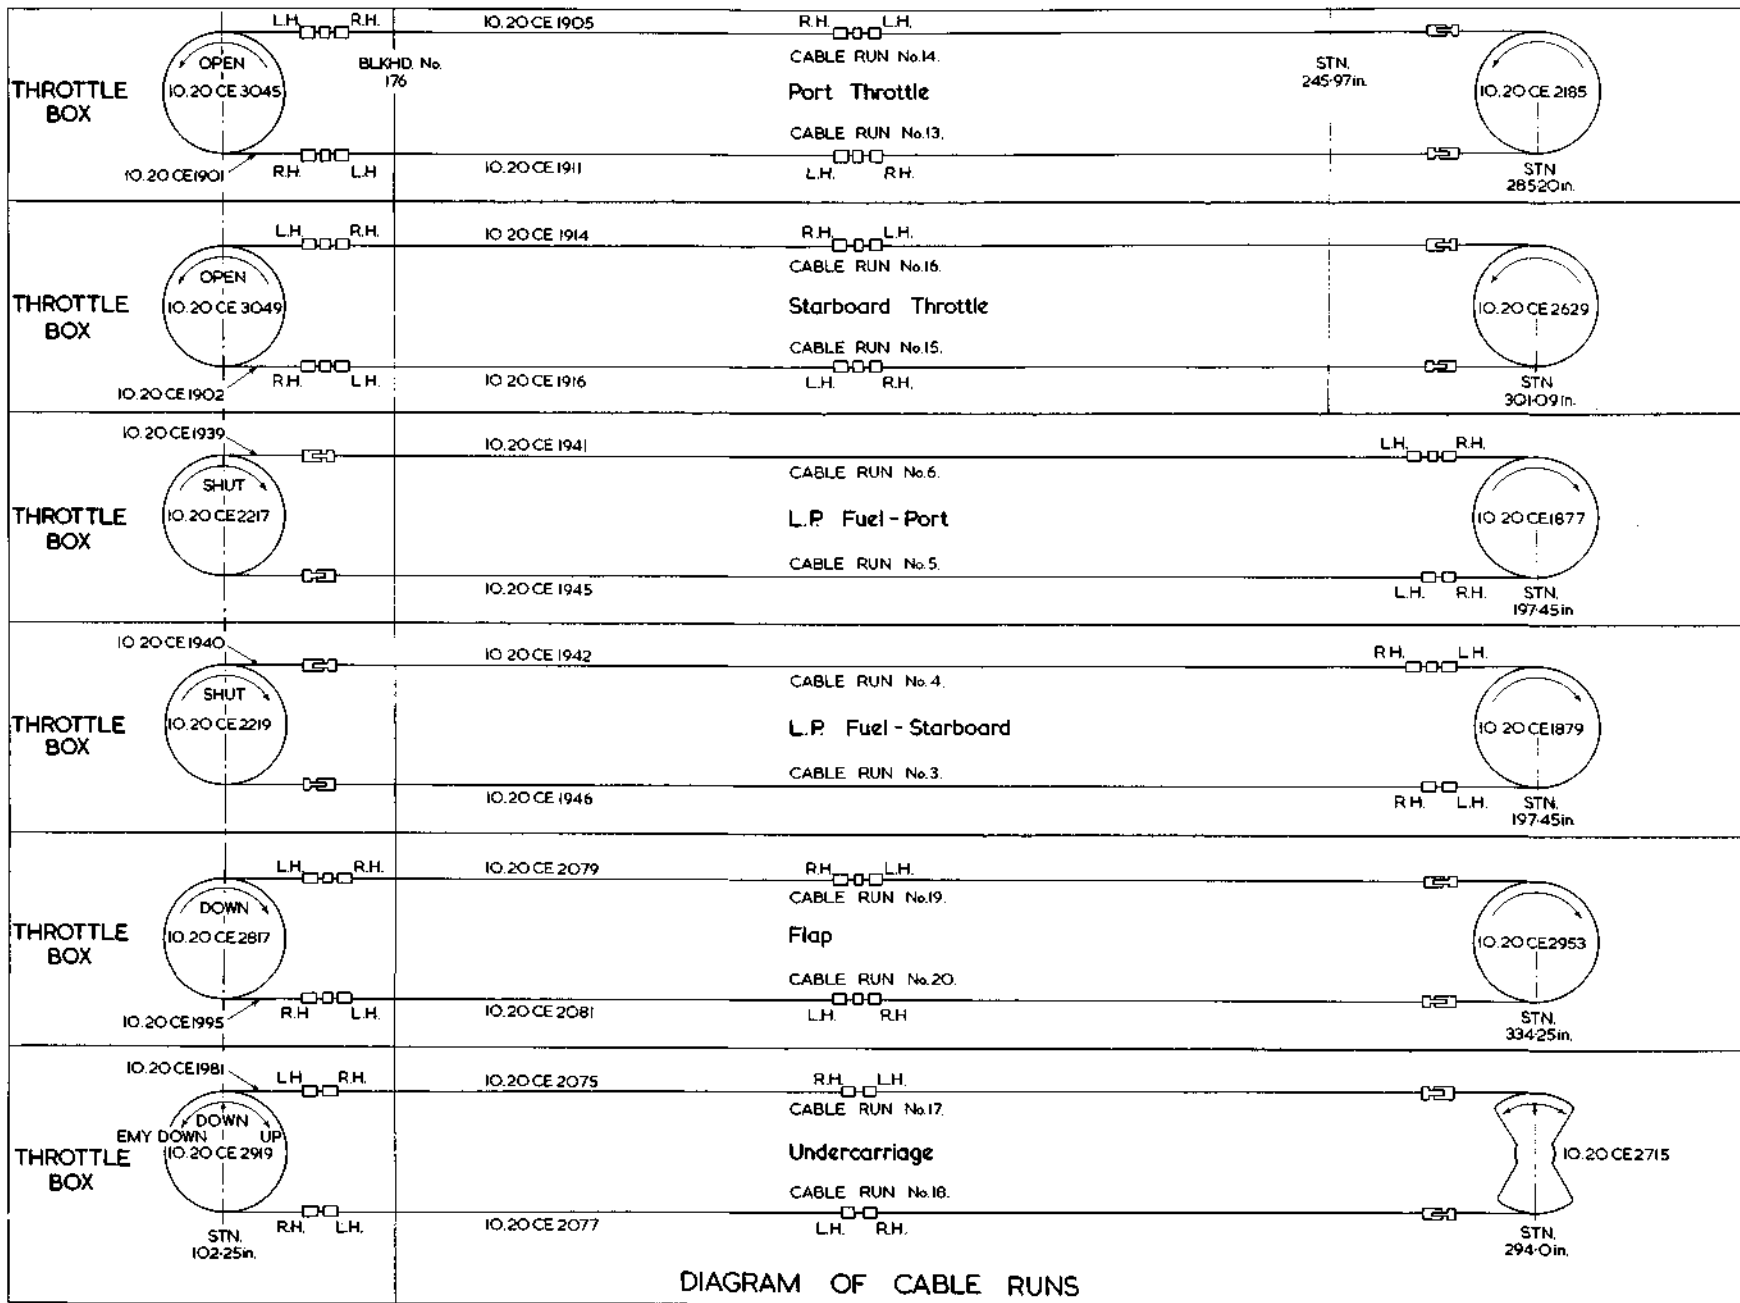 L.H. R.H. 10.20 CE 1905 R.H. L.H.
CABLE RUN No.14.
BLKHD. No.
176
STN.
245·97in.
THROTTLE
BOX
OPEN
10.20 CE 3045
Port Throttle
10.20 CE 2185
CABLE RUN No.13.
10.20 CE1901 R.H. L.H 10.20 CE1911 L.H. R.H.
STN
28520in.
L.H. R.H. 10.20 CE 1914 R.H. L.H.
CABLE RUN No.16.
THROTTLE
BOX
OPEN
10.20 CE 3049
Starboard Throttle
10.20 CE 2629
CABLE RUN No.15.
10.20 CE1902 R.H. L.H. 10.20 CE 1916 L.H. R.H.
STN
301·09in.
10.20 CE1939 10.20 CE 1941 L.H. R.H.
CABLE RUN No.6.
THROTTLE
BOX
SHUT
10.20 CE2217
L.P. Fuel - Port
10.20 CE1877
CABLE RUN No.5.
10.20 CE 1945 L.H. R.H.
STN.
197·45in
10.20 CE1940 10.20 CE 1942 R.H. L.H.
CABLE RUN No.4.
THROTTLE
BOX
SHUT
10.20 CE2219
L.P. Fuel - Starboard
10.20 CE1879
CABLE RUN No.3.
10.20 CE 1946 R.H. L.H.
STN.
197·45in.
L.H. R.H. 10.20 CE 2079 R.H. L.H.
CABLE RUN No.19.
THROTTLE
BOX
DOWN
10.20 CE2817
Flap
10.20 CE2953
CABLE RUN No.20.
10.20 CE1995 R.H L.H. 10.20 CE 2081 L.H. R.H
STN.
334·25in.
10.20 CE1981 L.H R.H. 10.20 CE 2075 R.H. L.H.
CABLE RUN No.17.
THROTTLE
BOX
DOWN
EMY DOWN UP
10.20 CE 2919
Undercarriage
10.20 CE2715
CABLE RUN No.18.
R.H. L.H. 10.20 CE 2077 L.H. R.H.
STN.
102·25in.
STN.
294·0in.
DIAGRAM OF CABLE RUNS